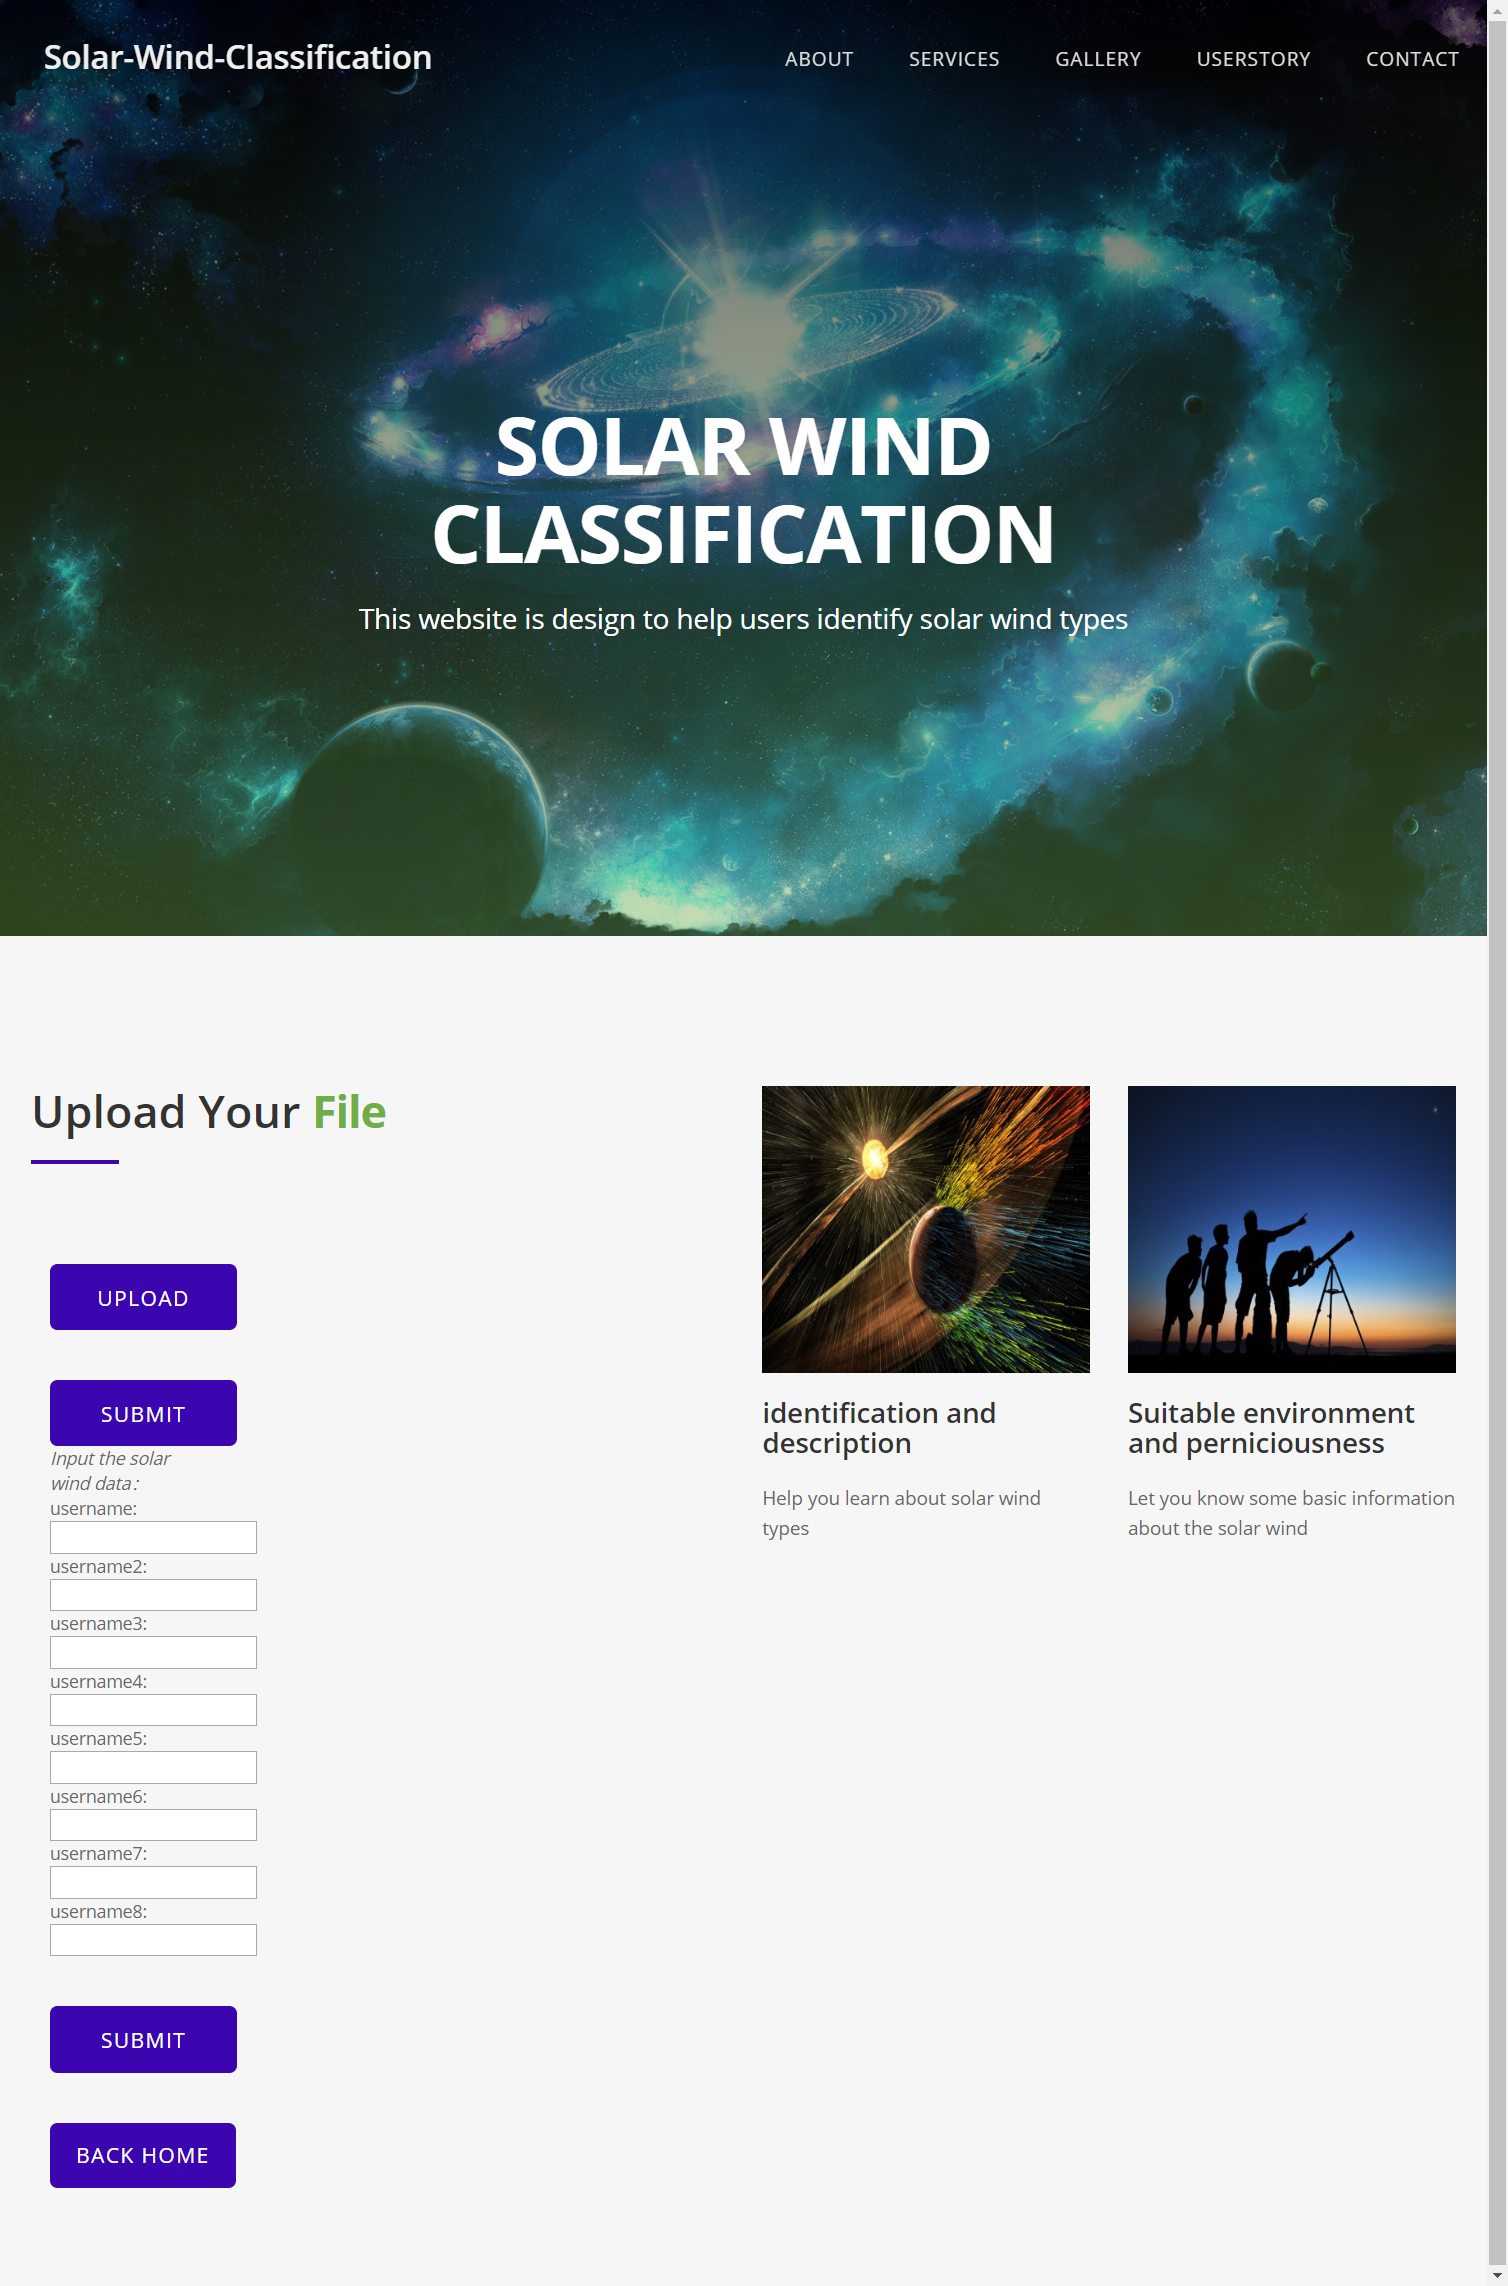 Solar-Wind-Classification
ABOUT SERVICES GALLERY USERSTORY CONTACT
SOLAR WIND
CLASSIFICATION
This website is design to help users identify solar wind types
Upload Your File
UPLOAD
SUBMIT
Input the solar
wind data:
username:
username2:
username3:
username4:
username5:
username6:
username7:
username8:
SUBMIT
BACK HOME
identification and
description
Help you learn about solar wind
types
Suitable environment
and perniciousness
Let you know some basic information
about the solar wind